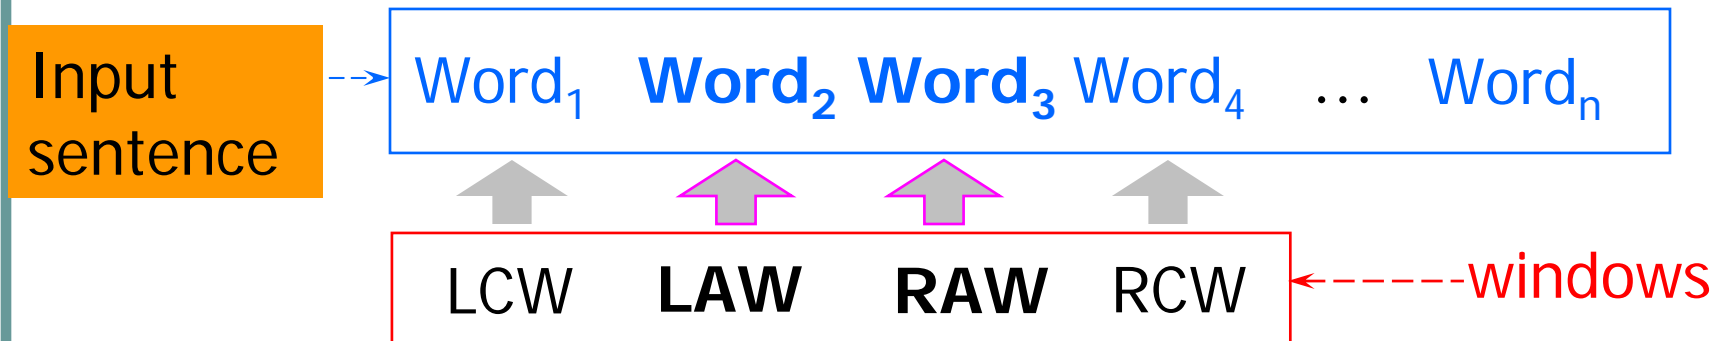 Input
sentence
Word₁ Word₂ Word₃ Word₄ … Wordₙ
LCW LAW RAW RCW
windows